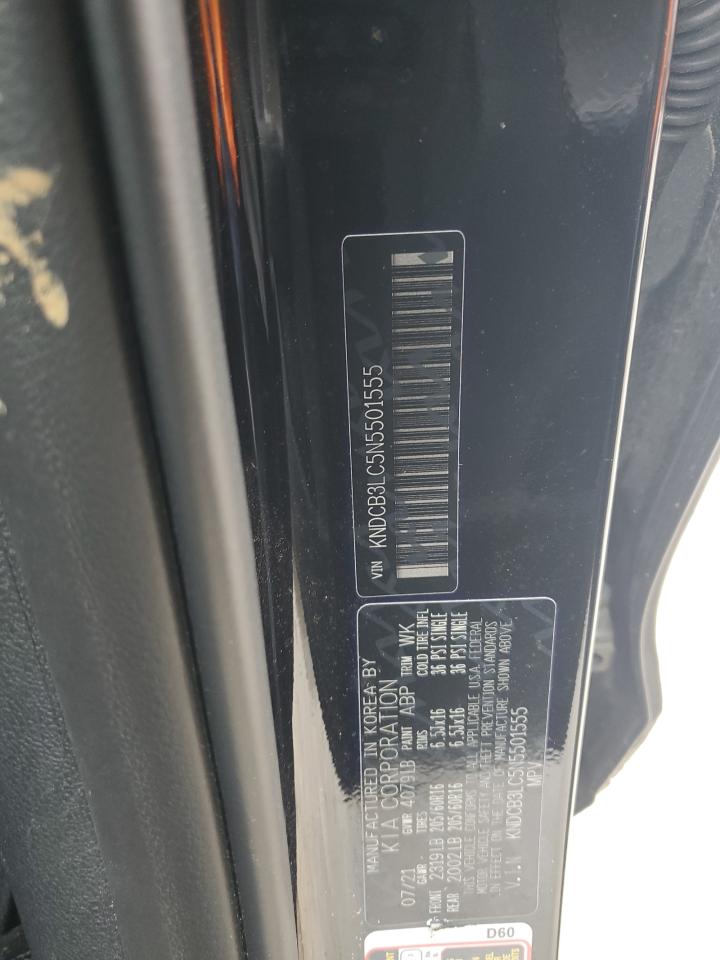 VIN KNDCB3LC5N5501555
MANUFACTURED IN KOREA BY
KIA CORPORATION
07/21 GVWR 4079LB PAINT ABP TRIM WK
GAWR TIRES RIMS COLD TIRE INFL
FRONT 2319LB 205/60R16 6.5Jx16 36 PSI SINGLE
REAR 2002LB 205/60R16 6.5Jx16 36 PSI SINGLE
THIS VEHICLE CONFORMS TO ALL APPLICABLE U.S.A. FEDERAL
MOTOR VEHICLE SAFETY AND THEFT PREVENTION STANDARDS
IN EFFECT ON THE DATE OF MANUFACTURE SHOWN ABOVE.
V.I.N KNDCB3LC5N5501555
MPV
D60